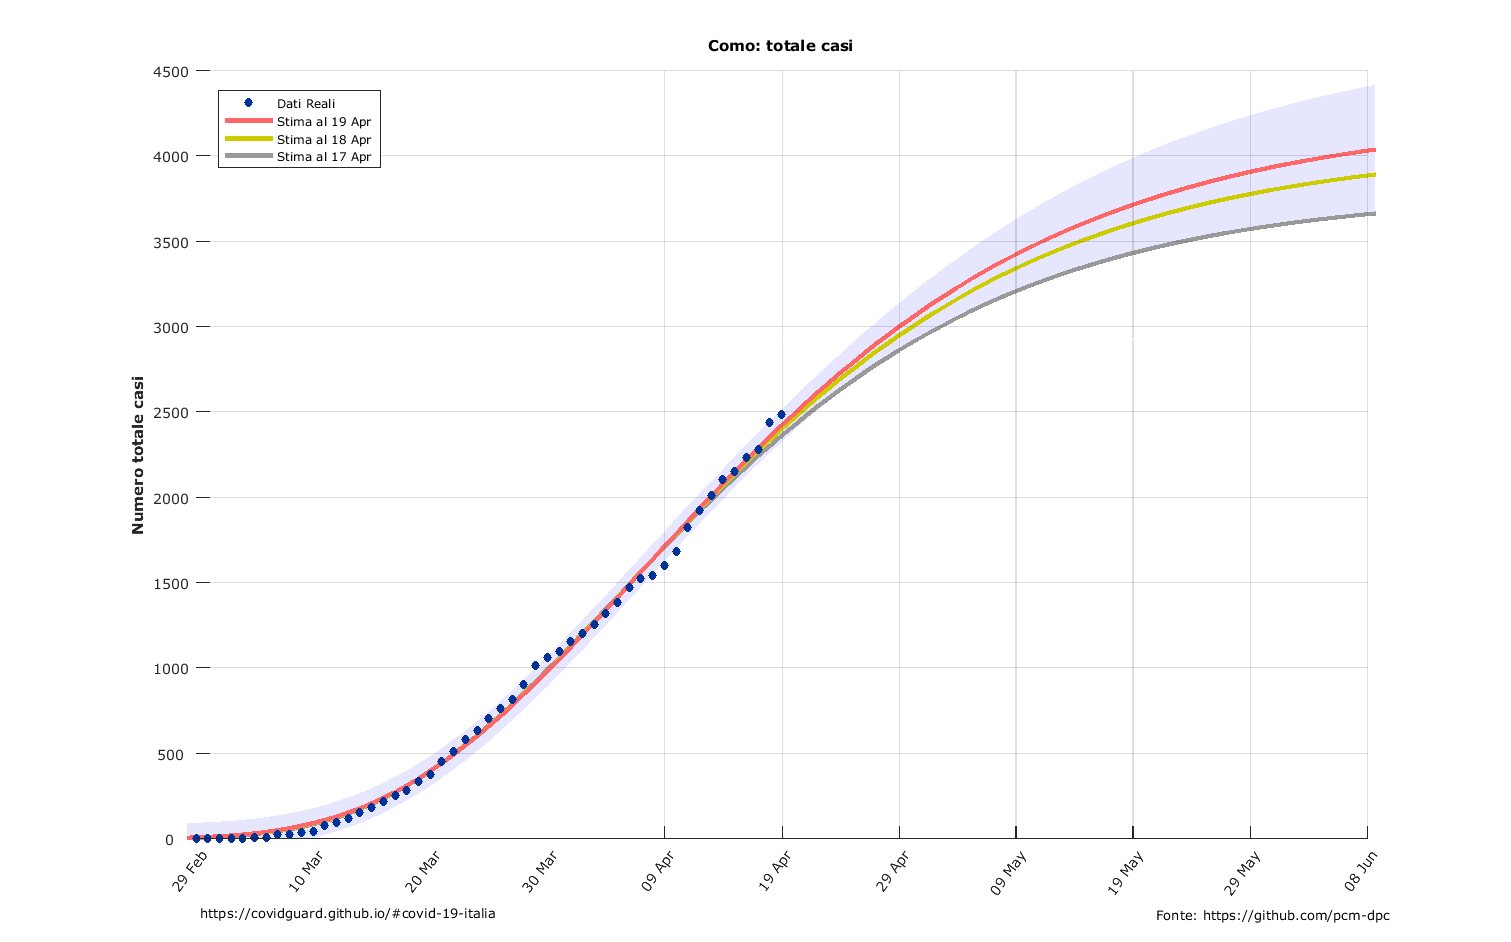 Como: totale casi
4500
4000
3500
3000
2500
2000
1500
1000
500
0
Numero totale casi
Dati Reali
Stima al 19 Apr
Stima al 18 Apr
Stima al 17 Apr
29 Feb
10 Mar
20 Mar
30 Mar
09 Apr
19 Apr
29 Apr
09 May
19 May
29 May
08 Jun
https://covidguard.github.io/#covid-19-italia
Fonte: https://github.com/pcm-dpc